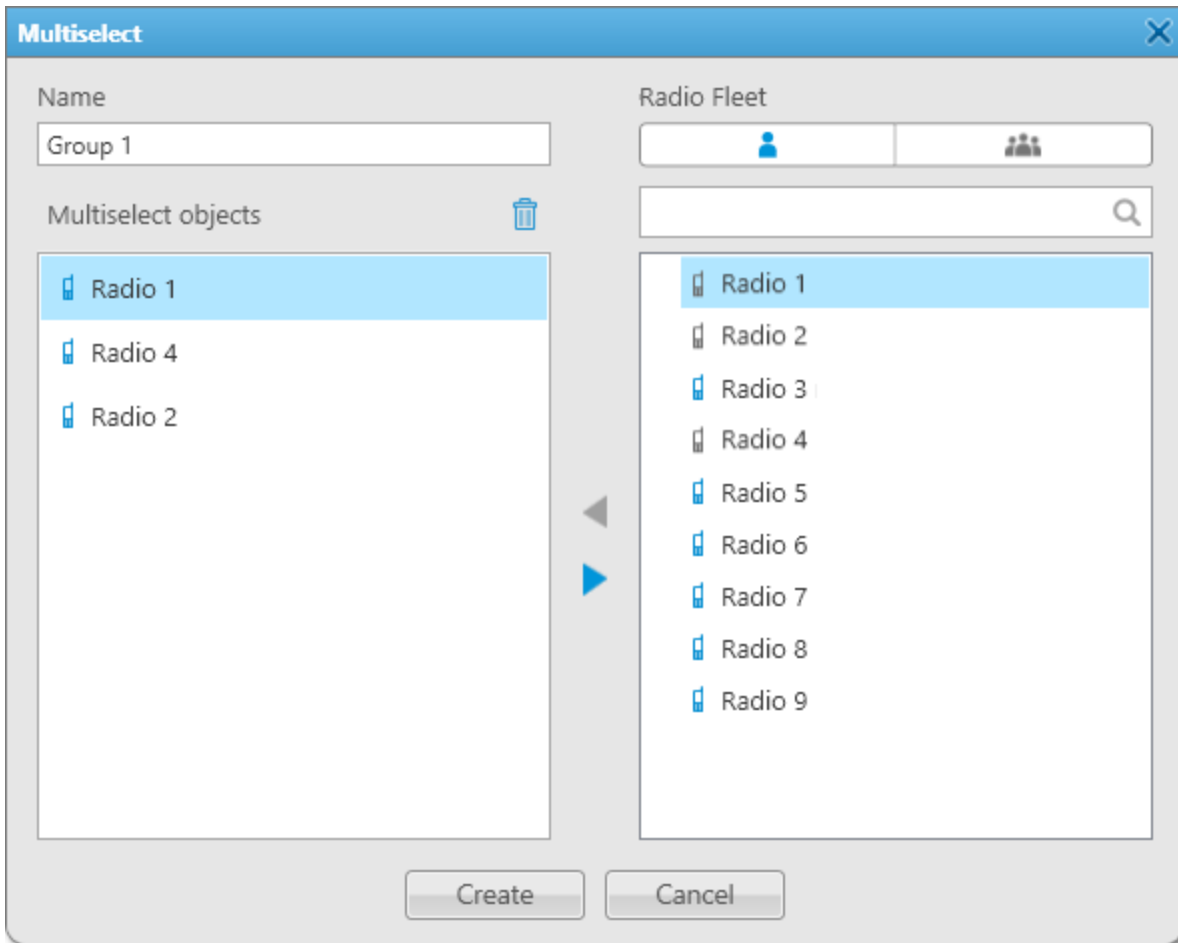 Multiselect
Name
Group 1
Multiselect objects
Radio 1
Radio 4
Radio 2
Radio Fleet
Radio 1
Radio 2
Radio 3
Radio 4
Radio 5
Radio 6
Radio 7
Radio 8
Radio 9
Create
Cancel